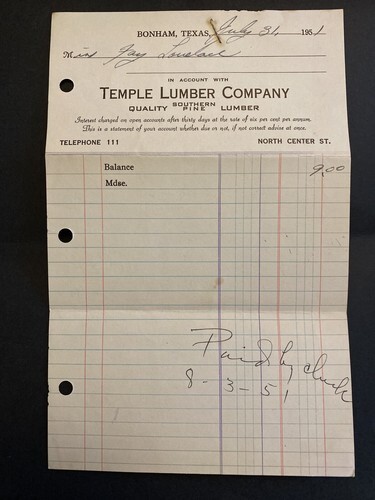 BONHAM, TEXAS, July 31, 1951
Miss Fay Lovelace
IN ACCOUNT WITH
TEMPLE LUMBER COMPANY
QUALITY SOUTHERN PINE LUMBER
Interest charged on open accounts after thirty days at the rate of six per cent per annum.
This is a statement of your account whether due or not, if not correct advise at once.
TELEPHONE 111 NORTH CENTER ST.
Balance 9.00
Mdse.
Paid by check
8-3-51